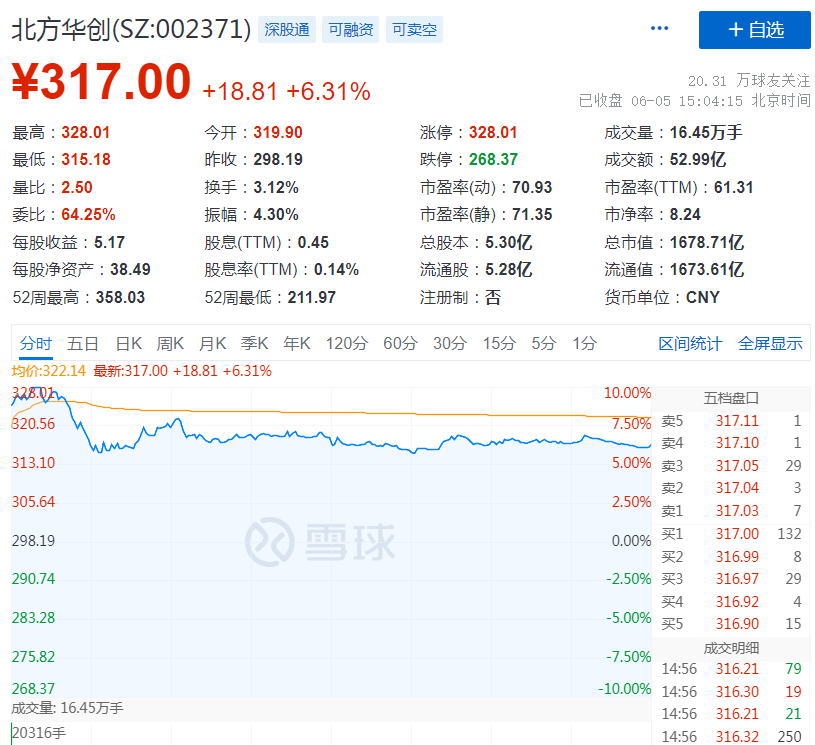 北方华创(SZ:002371) 深股通 可融资 可卖空 ··· + 自选
¥317.00 +18.81 +6.31%
20.31 万球友关注
已收盘 06-05 15:04:15 北京时间
最高：328.01 今开：319.90 涨停：328.01 成交量：16.45万手
最低：315.18 昨收：298.19 跌停：268.37 成交额：52.99亿
量比：2.50 换手：3.12% 市盈率(动)：70.93 市盈率(TTM)：61.31
委比：64.25% 振幅：4.30% 市盈率(静)：71.35 市净率：8.24
每股收益：5.17 股息(TTM)：0.45 总股本：5.30亿 总市值：1678.71亿
每股净资产：38.49 股息率(TTM)：0.14% 流通股：5.28亿 流通值：1673.61亿
52周最高：358.03 52周最低：211.97 注册制：否 货币单位：CNY
分时 五日 日K 周K 月K 季K 年K 120分 60分 30分 15分 5分 1分 区间统计 全屏显示
均价:322.14 最新:317.00 +18.81 +6.31%
328.01 10.00%
320.56 7.50%
313.10 5.00%
305.64 2.50%
298.19 0.00%
290.74 -2.50%
283.28 -5.00%
275.82 -7.50%
268.37 -10.00%
雪球
成交量: 16.45万手
20316手
五档盘口
卖5 317.11 1
卖4 317.10 1
卖3 317.05 29
卖2 317.04 3
卖1 317.03 7
买1 317.00 132
买2 316.99 8
买3 316.97 29
买4 316.92 4
买5 316.90 15
成交明细
14:56 316.21 79
14:56 316.30 19
14:56 316.21 21
14:56 316.32 250